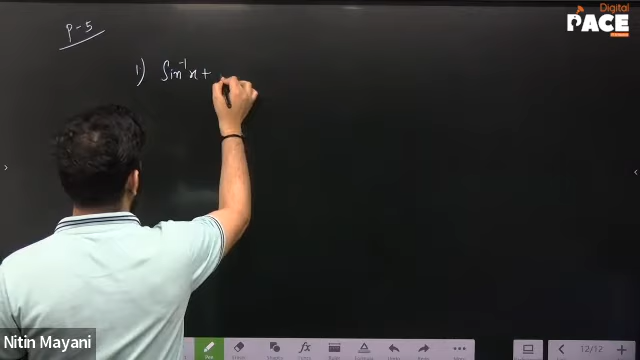 Digital
PACE
P-5
1) Sin⁻¹x +
Nitin Mayani
12/12